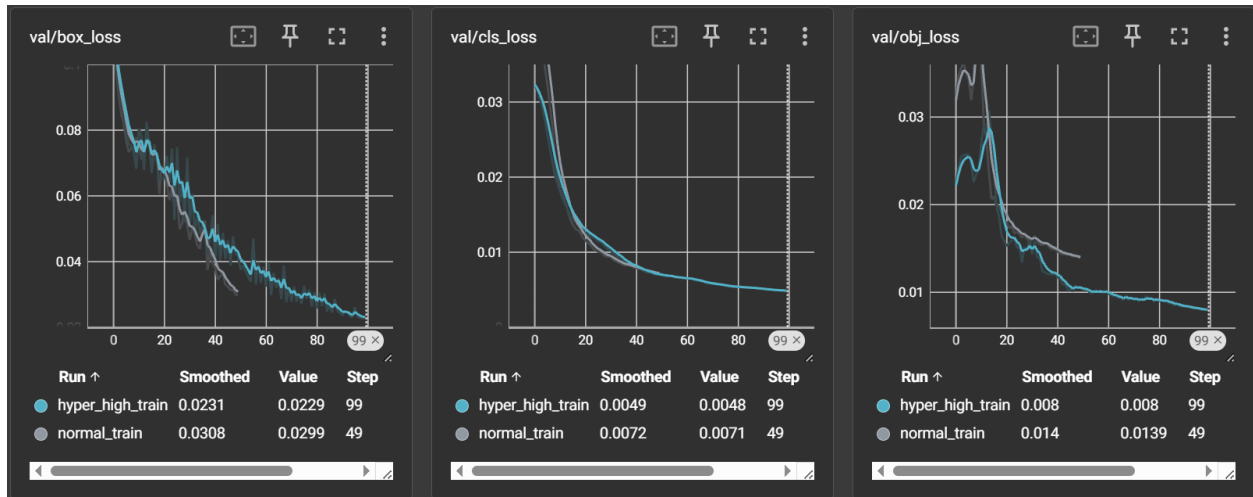 val/box_loss
0.08
0.06
0.04
0 20 40 60 80 99 ×
Run ↑ Smoothed Value Step
hyper_high_train 0.0231 0.0229 99
normal_train 0.0308 0.0299 49
val/cls_loss
0.03
0.02
0.01
0
0 20 40 60 80 99 ×
Run ↑ Smoothed Value Step
hyper_high_train 0.0049 0.0048 99
normal_train 0.0072 0.0071 49
val/obj_loss
0.03
0.02
0.01
0 20 40 60 80 99 ×
Run ↑ Smoothed Value Step
hyper_high_train 0.008 0.008 99
normal_train 0.014 0.0139 49